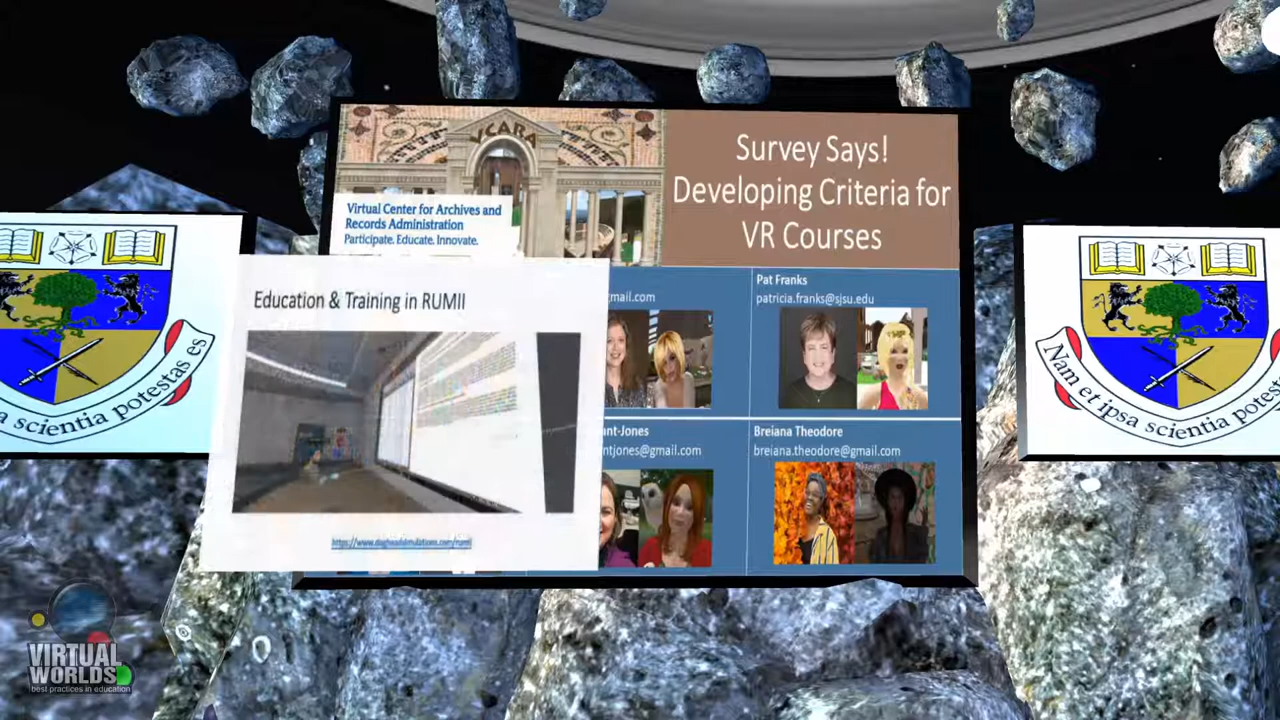 VCARA
Virtual Center for Archives and
Records Administration
Participate. Educate. Innovate.
Survey Says!
Developing Criteria for
VR Courses
gmail.com
Pat Franks
patricia.franks@sjsu.edu
ant-Jones
ntjones@gmail.com
Breiana Theodore
breiana.theodore@gmail.com
Education & Training in RUMII
scientia potestas es
Nam et ipsa scientia potestas
VIRTUAL
WORLDS
best practices in education